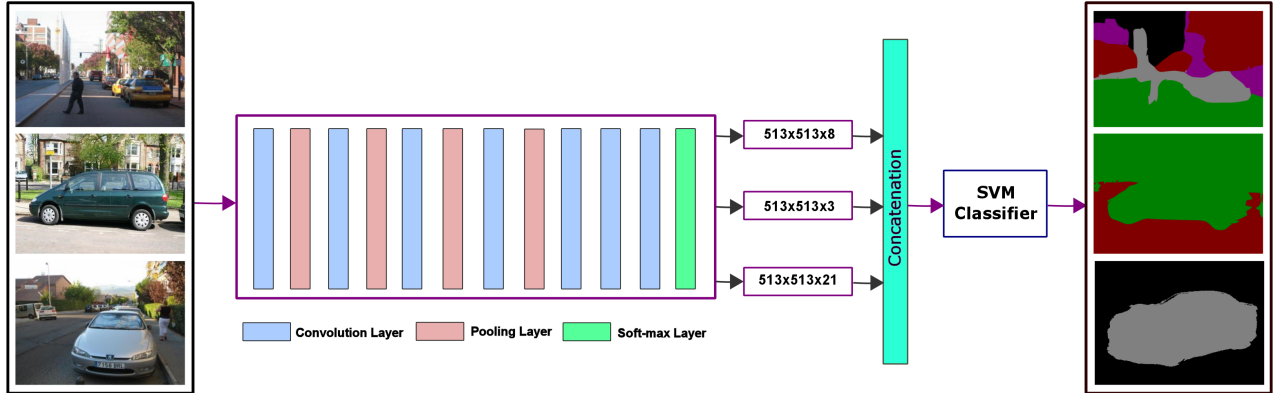 513x513x8
513x513x3
513x513x21
Concatenation
SVM
Classifier
Convolution Layer
Pooling Layer
Soft-max Layer